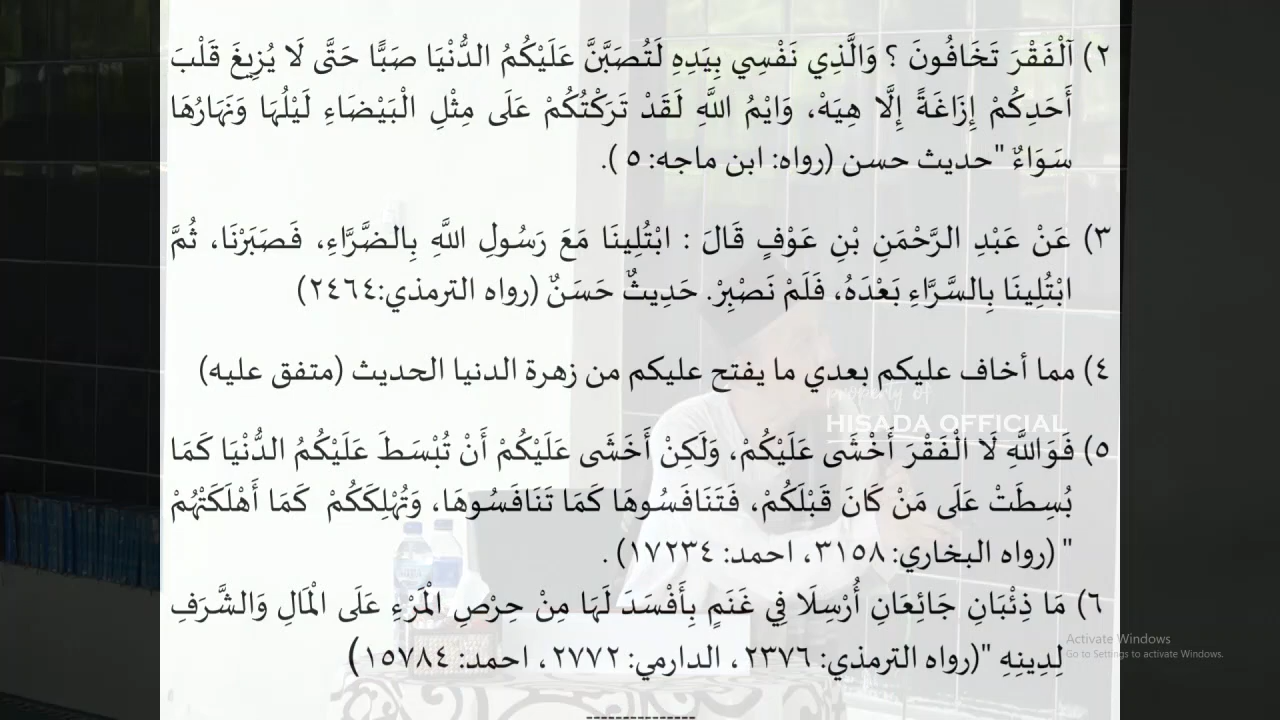 ٢) آلْفَقْرَ تَخَافُونَ ؟ وَالَّذِي نَفْسِي بِيَدِهِ لَتُصَبَّنَّ عَلَيْكُمُ الدُّنْيَا صَبًّا حَتَّى لَا يُزِيغَ قَلْبَ
أَحَدِكُمْ إِزَاغَةً إِلَّا هِيَهْ، وَايْمُ اللَّهِ لَقَدْ تَرَكْتُكُمْ عَلَى مِثْلِ الْبَيْضَاءِ لَيْلُهَا وَنَهَارُهَا
سَوَاءٌ "حديث حسن (رواه: ابن ماجه: ٥ ).
٣) عَنْ عَبْدِ الرَّحْمَنِ بْنِ عَوْفٍ قَالَ : ابْتُلِينَا مَعَ رَسُولِ اللَّهِ بِالضَّرَّاءِ، فَصَبَرْنَا، ثُمَّ
ابْتُلِينَا بِالسَّرَّاءِ بَعْدَهُ، فَلَمْ نَصْبِرْ. حَدِيثٌ حَسَنٌ (رواه الترمذي:٢٤٦٤)
٤) مما أخاف عليكم بعدي ما يفتح عليكم من زهرة الدنيا الحديث (متفق عليه)
property of
HISADA OFFICIAL
٥) فَوَاللَّهِ لَا الْفَقْرَ أَخْشَى عَلَيْكُمْ، وَلَكِنْ أَخَشَى عَلَيْكُمْ أَنْ تُبْسَطَ عَلَيْكُمُ الدُّنْيَا كَمَا
بُسِطَتْ عَلَى مَنْ كَانَ قَبْلَكُمْ، فَتَنَافَسُوهَا كَمَا تَنَافَسُوهَا، وَتُهْلِكَكُمْ كَمَا أَهْلَكَتْهُمْ
" (رواه البخاري: ٣١٥٨، احمد: ١٧٢٣٤) .
٦) مَا ذِئْبَانِ جَائِعَانِ أُرْسِلَا فِي غَنَمٍ بِأَفْسَدَ لَهَا مِنْ حِرْصِ الْمَرْءِ عَلَى الْمَالِ وَالشَّرَفِ
لِدِينِهِ "(رواه الترمذي: ٢٣٧٦، الدارمي: ٢٧٧٢، احمد: ١٥٧٨٤)
Activate Windows
Go to Settings to activate Windows.
---------------